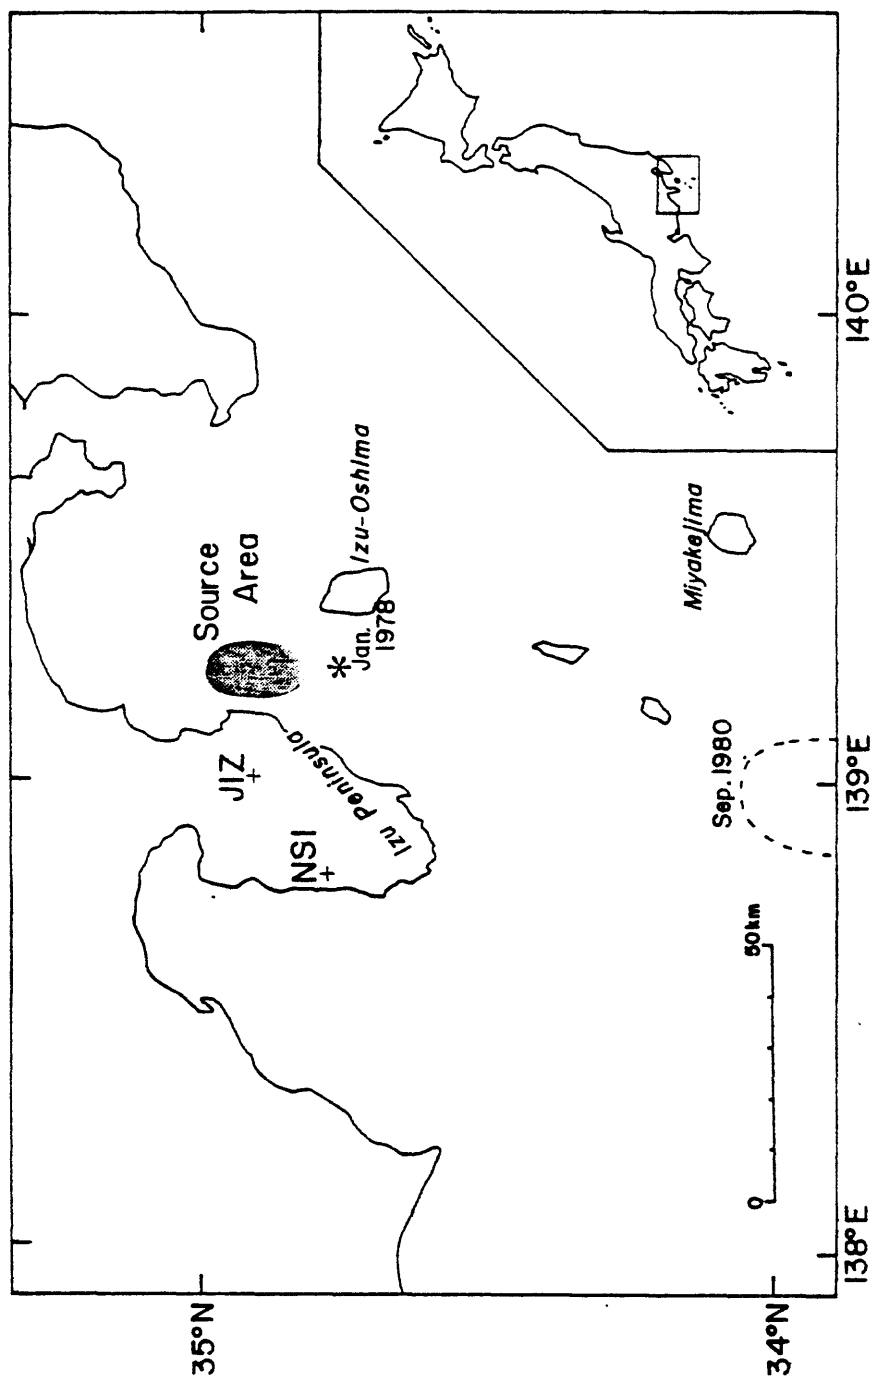 Source
Area
Izu-Oshima
Jan.
1978
JIZ
Izu Peninsula
NSI
Miyakejima
Sep. 1980
0
50km
35°N
34°N
138°E
139°E
140°E